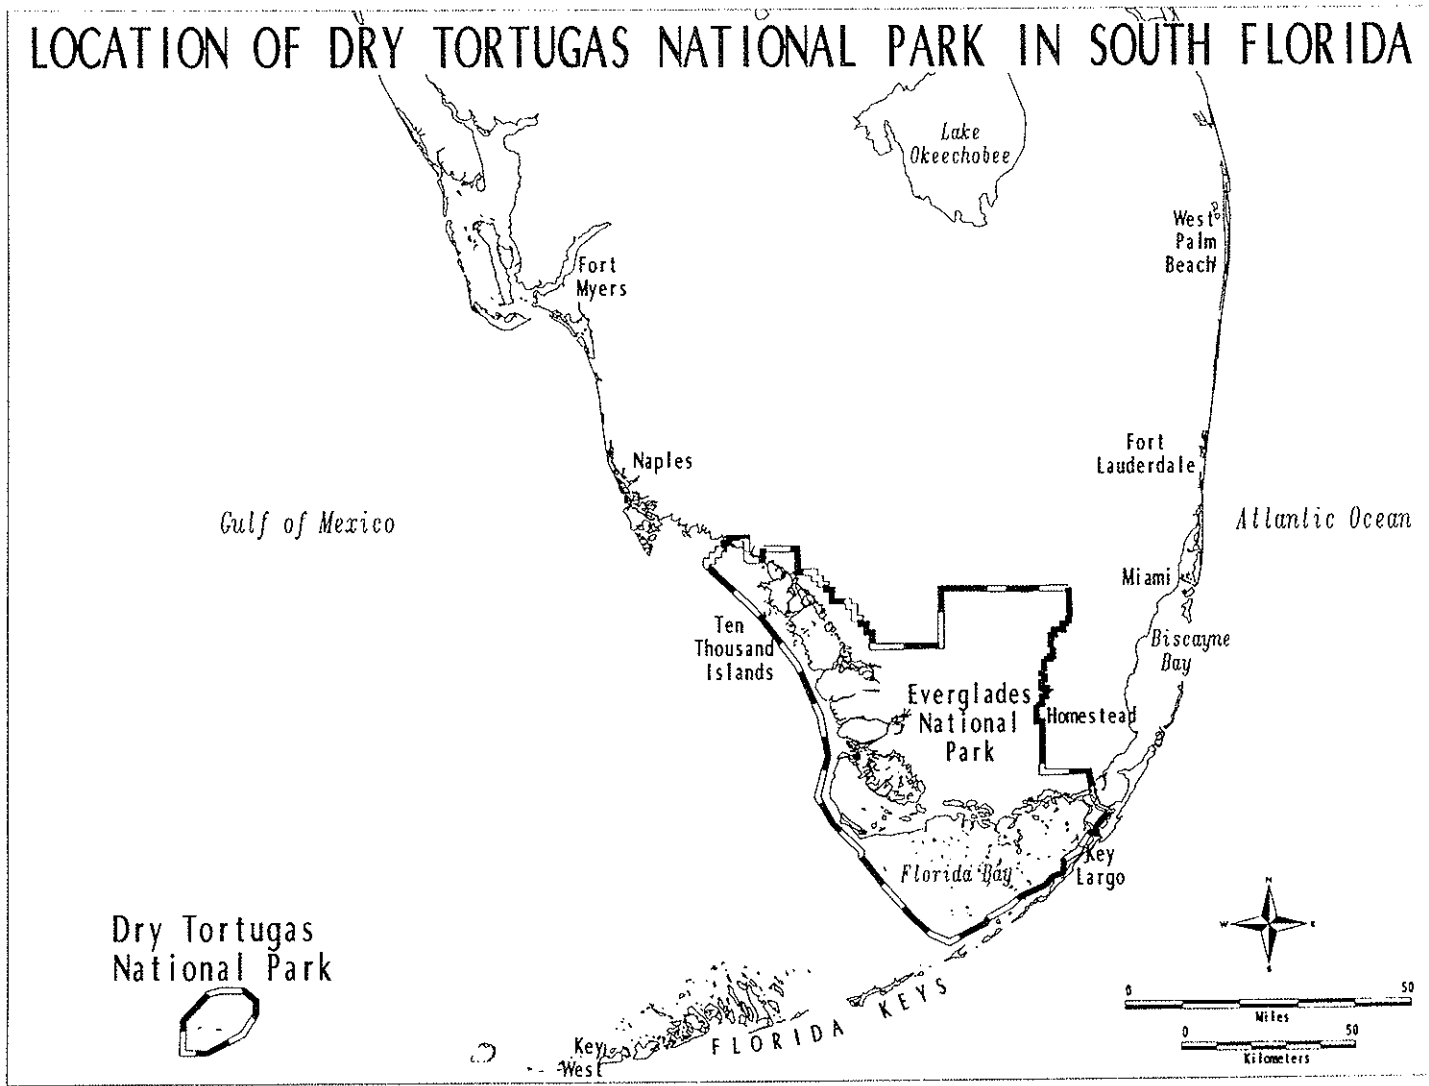 LOCATION OF DRY TORTUGAS NATIONAL PARK IN SOUTH FLORIDA
Lake
Okeechobee
West
Palm
Beach
Fort
Myers
Fort
Lauderdale
Naples
Gulf of Mexico
Atlantic Ocean
Miami
Ten
Thousand
Islands
Biscayne
Bay
Everglades
National
Park
Homestead
Key
Largo
Florida Bay
Dry Tortugas
National Park
N
W
E
S
0
50
Miles
0
50
Kilometers
FLORIDA KEYS
Key
West